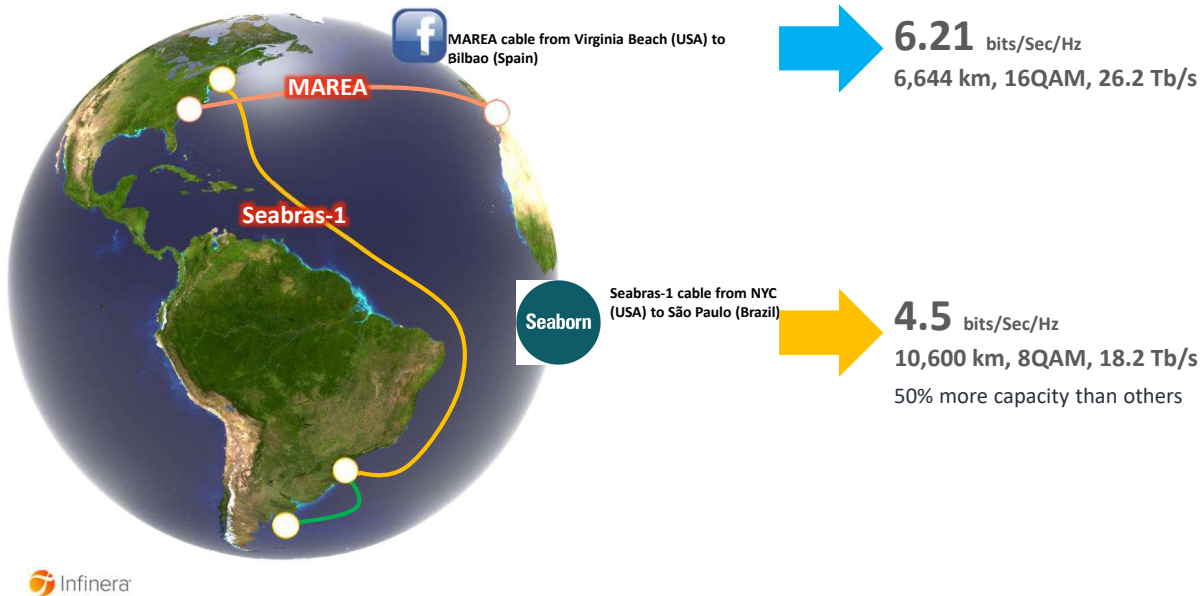 f
MAREA cable from Virginia Beach (USA) to
Bilbao (Spain)
6.21 bits/Sec/Hz
6,644 km, 16QAM, 26.2 Tb/s
MAREA
Seabras-1
Seaborn
Seabras-1 cable from NYC
(USA) to São Paulo (Brazil)
4.5 bits/Sec/Hz
10,600 km, 8QAM, 18.2 Tb/s
50% more capacity than others
Infinera